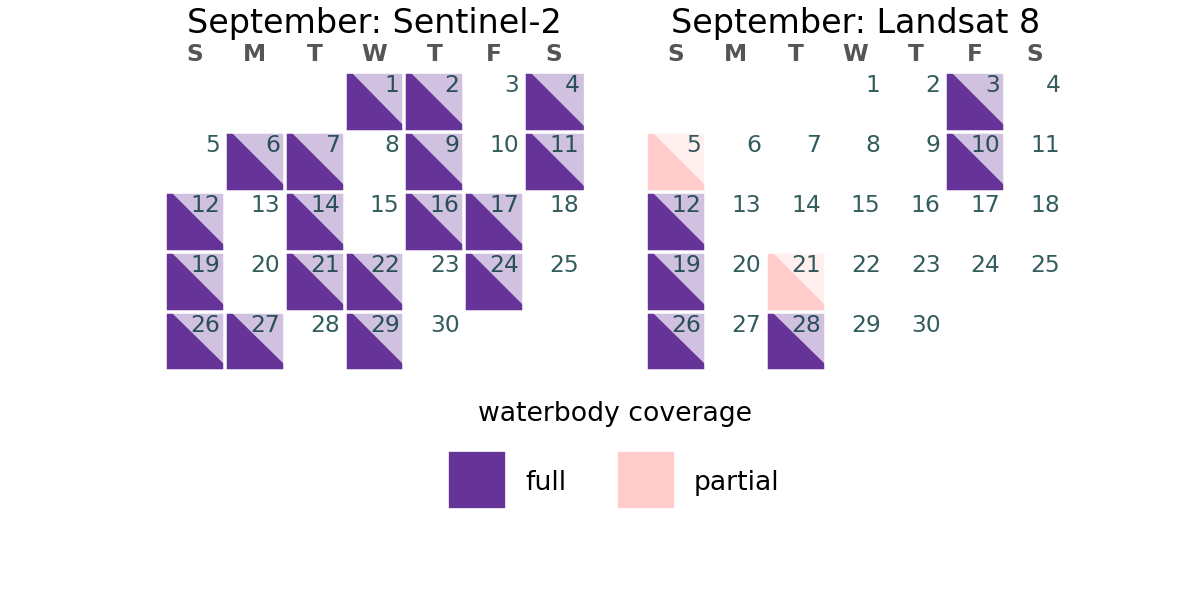 September: Sentinel-2
S M T W T F S
1 2 3 4
5 6 7 8 9 10 11
12 13 14 15 16 17 18
19 20 21 22 23 24 25
26 27 28 29 30
September: Landsat 8
S M T W T F S
1 2 3 4
5 6 7 8 9 10 11
12 13 14 15 16 17 18
19 20 21 22 23 24 25
26 27 28 29 30
waterbody coverage
full
partial